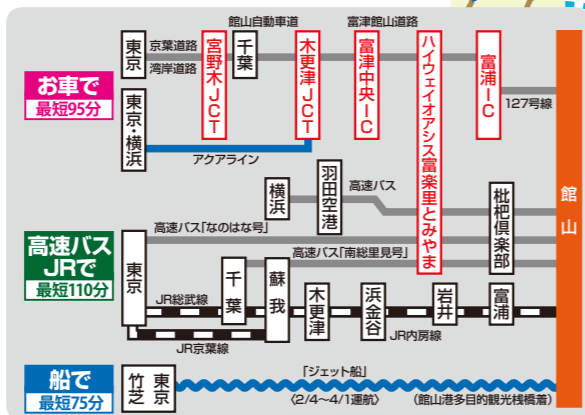 館山自動車道
富津館山道路
お車で
最短95分
東京
京葉道路
湾岸道路
宮野木JCT
千葉
木更津JCT
富津中央IC
ハイウェイオアシス富楽里とみやま
富浦IC
127号線
東京・横浜
アクアライン
館山
横浜
羽田空港
高速バス
枇杷倶楽部
高速バス
JRで
最短110分
高速バス「なのはな号」
高速バス「南総里見号」
東京
千葉
蘇我
JR総武線
木更津
浜金谷
岩井
富浦
JR内房線
JR京葉線
船で
最短75分
東京
竹芝
「ジェット船」
〈2/4〜4/1運航〉
（館山港多目的観光桟橋着）